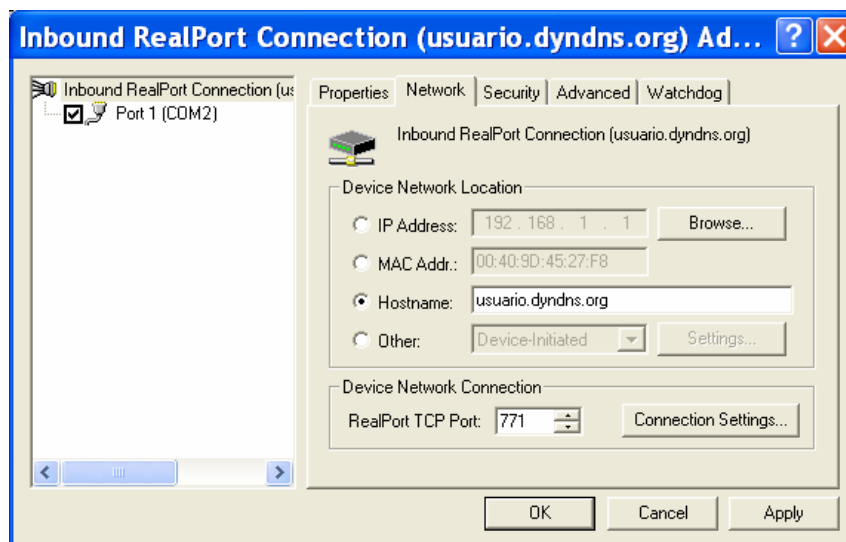 Inbound RealPort Connection (usuario.dyndns.org) Ad...
Inbound RealPort Connection (us
Port 1 (COM2)
Properties Network Security Advanced Watchdog
Inbound RealPort Connection (usuario.dyndns.org)
Device Network Location
IP Address: 192 . 168 . 1 . 1 Browse...
MAC Addr.: 00:40:9D:45:27:F8
Hostname: usuario.dyndns.org
Other: Device-Initiated Settings...
Device Network Connection
RealPort TCP Port: 771 Connection Settings...
OK Cancel Apply